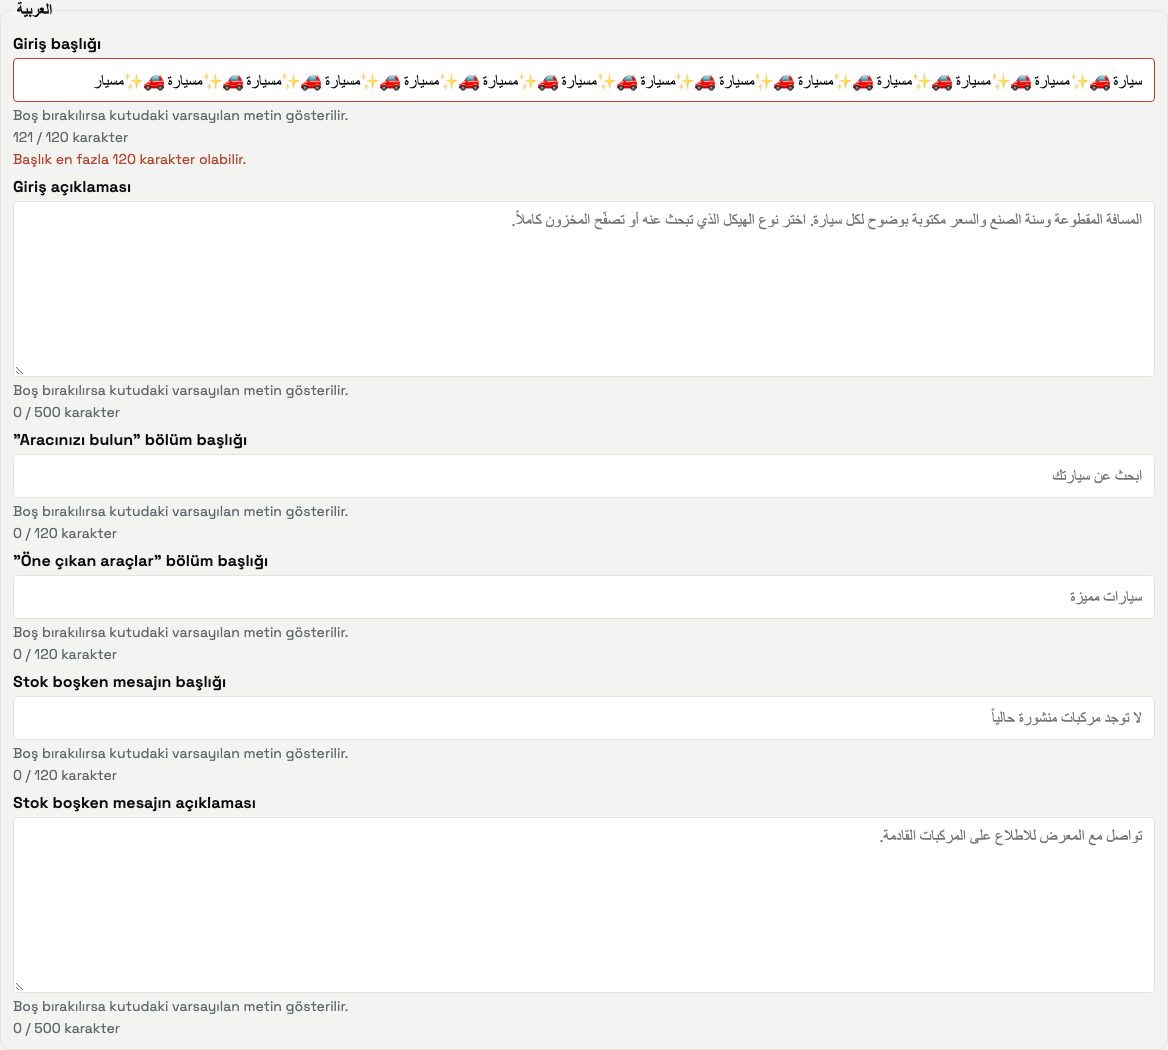 العربية
Giriş başlığı
سيارة 🚗✨مسيارة 🚗✨مسيارة 🚗✨مسيارة 🚗✨مسيارة 🚗✨مسيارة 🚗✨مسيارة 🚗✨مسيارة 🚗✨مسيارة 🚗✨مسيارة 🚗✨مسيارة 🚗✨مسيارة 🚗✨مسيارة 🚗✨مسيار
Boş bırakılırsa kutudaki varsayılan metin gösterilir.
121 / 120 karakter
Başlık en fazla 120 karakter olabilir.
Giriş açıklaması
المسافة المقطوعة وسنة الصنع والسعر مكتوبة بوضوح لكل سيارة. اختر نوع الهيكل الذي تبحث عنه أو تصفّح المخزون كاملاً.
Boş bırakılırsa kutudaki varsayılan metin gösterilir.
0 / 500 karakter
”Aracınızı bulun” bölüm başlığı
ابحث عن سيارتك
Boş bırakılırsa kutudaki varsayılan metin gösterilir.
0 / 120 karakter
”Öne çıkan araçlar” bölüm başlığı
سيارات مميزة
Boş bırakılırsa kutudaki varsayılan metin gösterilir.
0 / 120 karakter
Stok boşken mesajın başlığı
لا توجد مركبات منشورة حالياً
Boş bırakılırsa kutudaki varsayılan metin gösterilir.
0 / 120 karakter
Stok boşken mesajın açıklaması
تواصل مع المعرض للاطلاع على المركبات القادمة.
Boş bırakılırsa kutudaki varsayılan metin gösterilir.
0 / 500 karakter